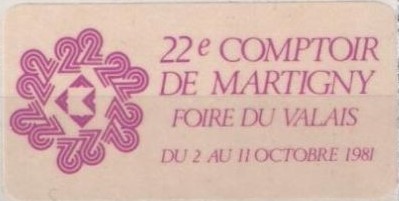 22e COMPTOIR
DE MARTIGNY
FOIRE DU VALAIS
DU 2 AU 11 OCTOBRE 1981